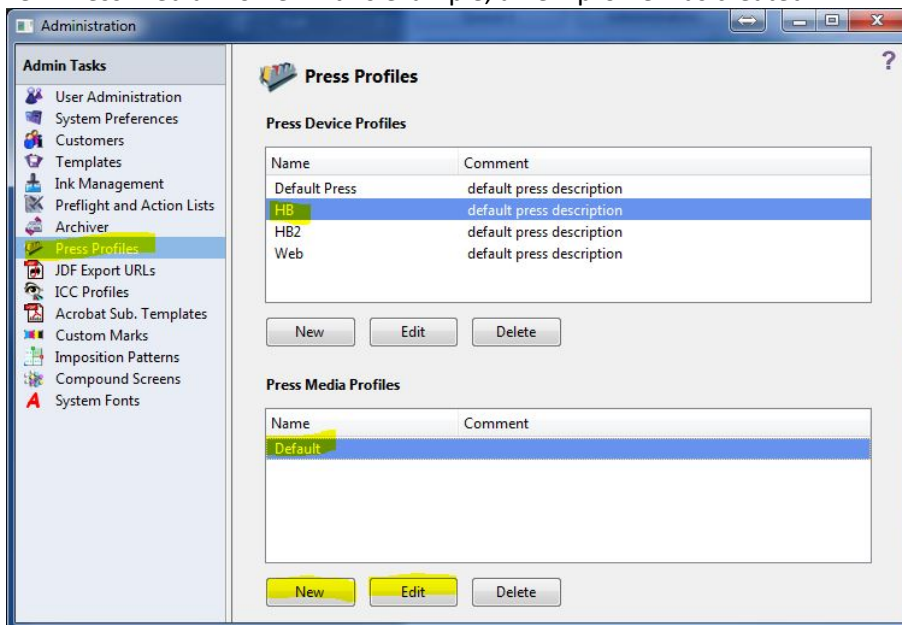 Administration
Admin Tasks
User Administration
System Preferences
Customers
Templates
Ink Management
Preflight and Action Lists
Archiver
Press Profiles
JDF Export URLs
ICC Profiles
Acrobat Sub. Templates
Custom Marks
Imposition Patterns
Compound Screens
System Fonts
Press Profiles
?
Press Device Profiles
Name Comment
Default Press default press description
HB default press description
HB2 default press description
Web default press description
New Edit Delete
Press Media Profiles
Name Comment
Default
New Edit Delete